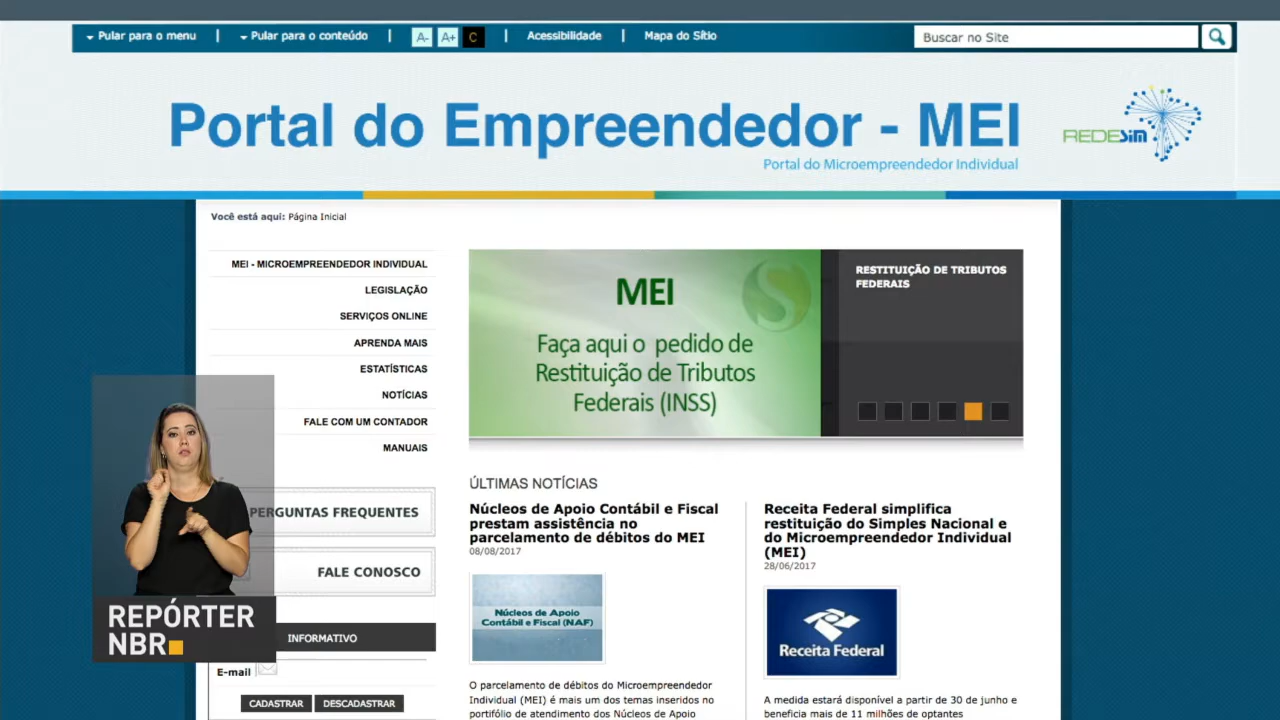 Pular para o menu
Pular para o conteúdo
A-
A+
C
Acessibilidade
Mapa do Sítio
Buscar no Site
Portal do Empreendedor - MEI
Portal do Microempreendedor Individual
REDESIM
Você está aqui: Página Inicial
MEI - MICROEMPREENDEDOR INDIVIDUAL
LEGISLAÇÃO
SERVIÇOS ONLINE
APRENDA MAIS
ESTATÍSTICAS
NOTÍCIAS
FALE COM UM CONTADOR
MANUAIS
PERGUNTAS FREQUENTES
FALE CONOSCO
REPÓRTER
NBR
INFORMATIVO
E-mail
CADASTRAR
DESCADASTRAR
MEI
Faça aqui o pedido de
Restituição de Tributos
Federais (INSS)
RESTITUIÇÃO DE TRIBUTOS
FEDERAIS
ÚLTIMAS NOTÍCIAS
Núcleos de Apoio Contábil e Fiscal
prestam assistência no
parcelamento de débitos do MEI
08/08/2017
Núcleos de Apoio
Contábil e Fiscal (NAF)
O parcelamento de débitos do Microempreendedor
Individual (MEI) é mais um dos temas inseridos no
portifólio de atendimento dos Núcleos de Apoio
Receita Federal simplifica
restituição do Simples Nacional e
do Microempreendedor Individual
(MEI)
28/06/2017
Receita Federal
A medida estará disponível a partir de 30 de junho e
beneficia mais de 11 milhões de optantes